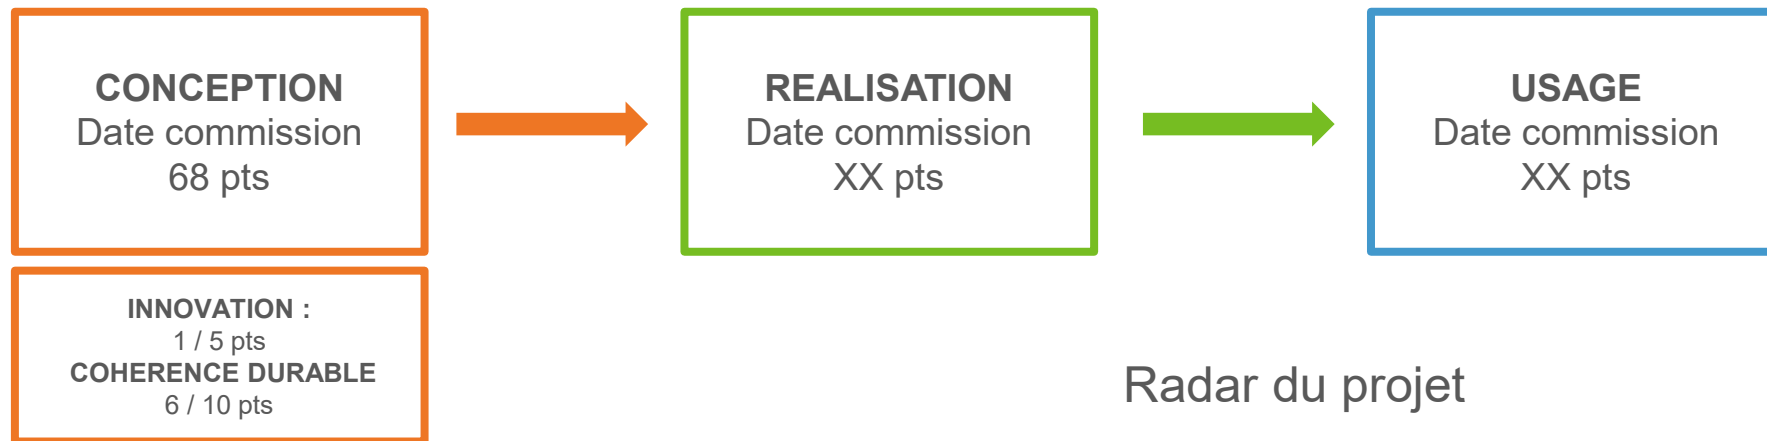 CONCEPTION
Date commission
68 pts
REALISATION
Date commission
XX pts
USAGE
Date commission
XX pts
INNOVATION :
1 / 5 pts
COHERENCE DURABLE
6 / 10 pts
Radar du projet